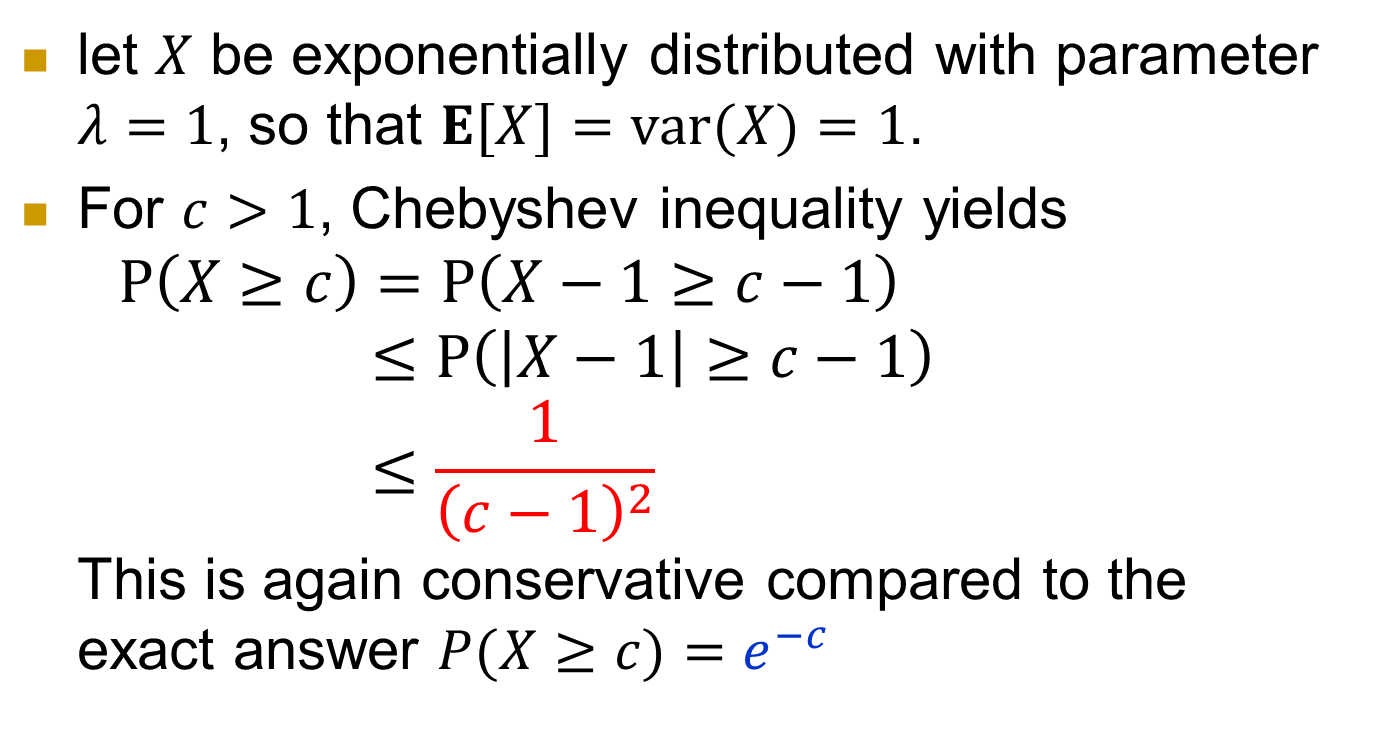 let X be exponentially distributed with parameter
λ = 1, so that E[X] = var(X) = 1.
For c > 1, Chebyshev inequality yields
P(X ≥ c) = P(X − 1 ≥ c − 1)
≤ P(|X − 1| ≥ c − 1)
≤ 1/(c − 1)²
This is again conservative compared to the
exact answer P(X ≥ c) = e⁻ᶜ